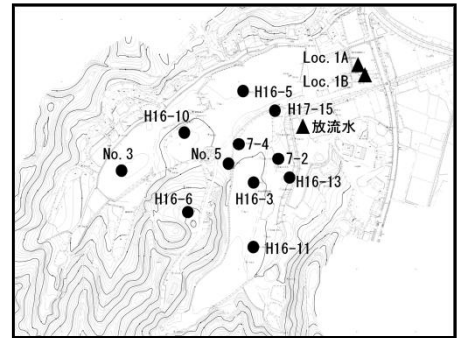 Loc. 1A
Loc. 1B
H16-5
H17-15
放流水
H16-10
7-4
No. 3
No. 5
7-2
H16-13
H16-6
H16-3
H16-11